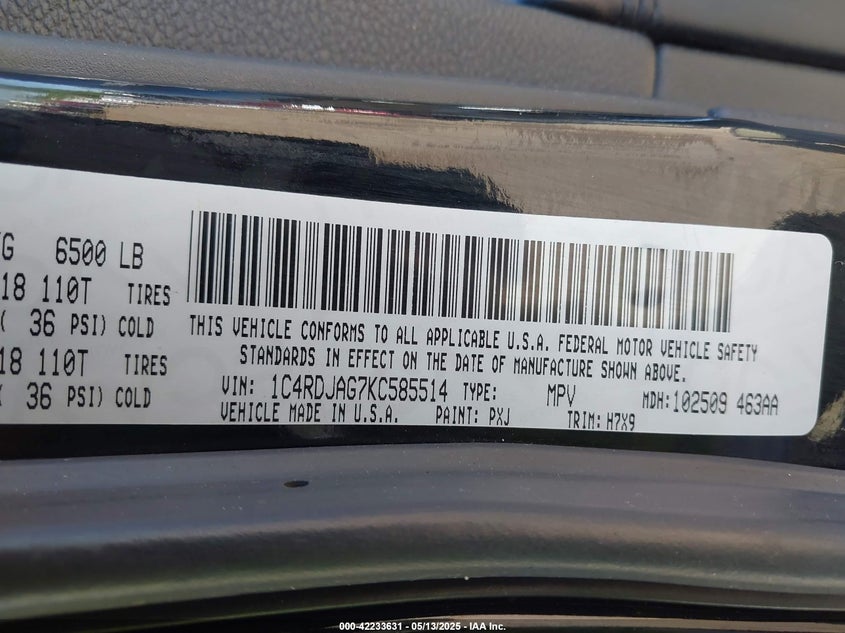 6500 LB
18 110T TIRES
( 36 PSI) COLD
18 110T TIRES
( 36 PSI) COLD
THIS VEHICLE CONFORMS TO ALL APPLICABLE U.S.A. FEDERAL MOTOR VEHICLE SAFETY
STANDARDS IN EFFECT ON THE DATE OF MANUFACTURE SHOWN ABOVE.
VIN: 1C4RDJAG7KC585514 TYPE: MPV MDH:102509 463AA
VEHICLE MADE IN U.S.A. PAINT: PXJ TRIM: H7X9
000-42233631 - 05/13/2025 - IAA Inc.